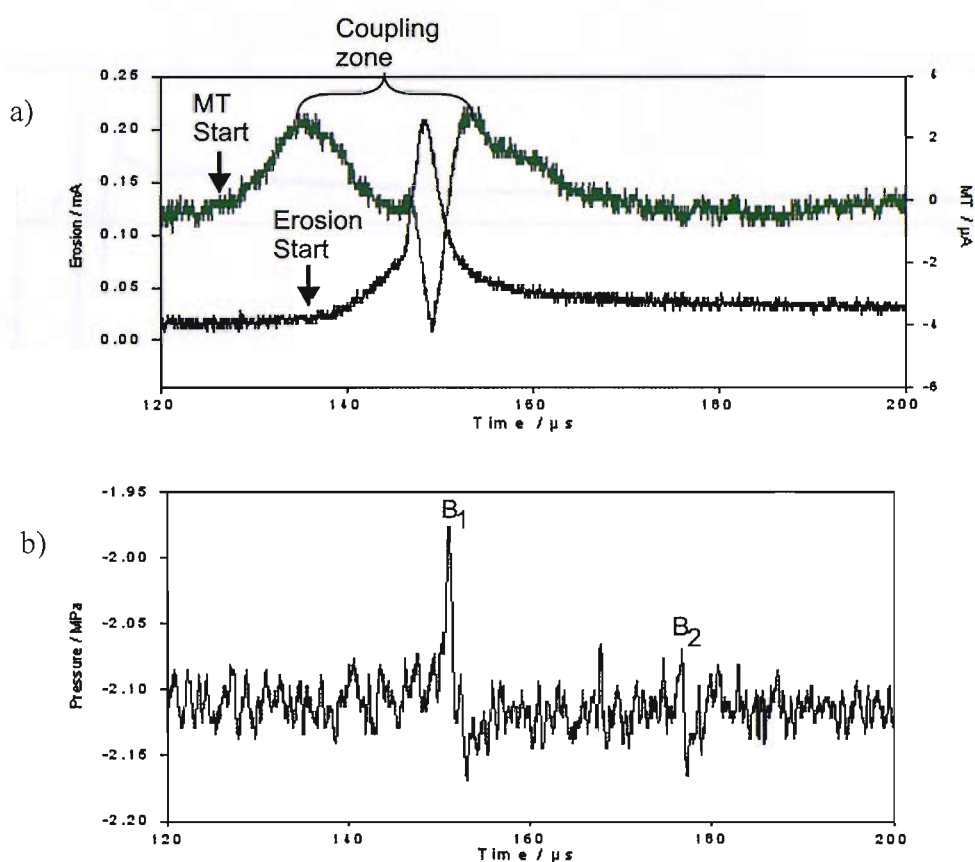 a)
Coupling
zone
MT
Start
Erosion
Start
Erosion / mA
0.25
0.20
0.15
0.10
0.05
0.00
4
2
0
-2
-4
-6
MT / µA
120 140 160 180 200
Time / µs
b)
B1
B2
Pressure / MPa
-1.95
-2.00
-2.05
-2.10
-2.15
-2.20
120 140 160 180 200
Time / µs